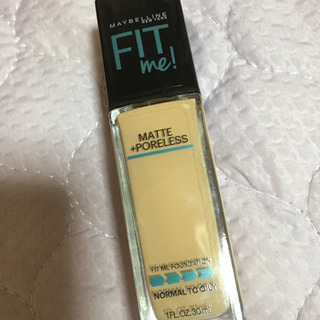 MAYBELLINE
NEW YORK
FIT
me!
MATTE
+PORELESS
FIT ME FOUNDATION
NORMAL TO OILY
1FL.OZ.30ml